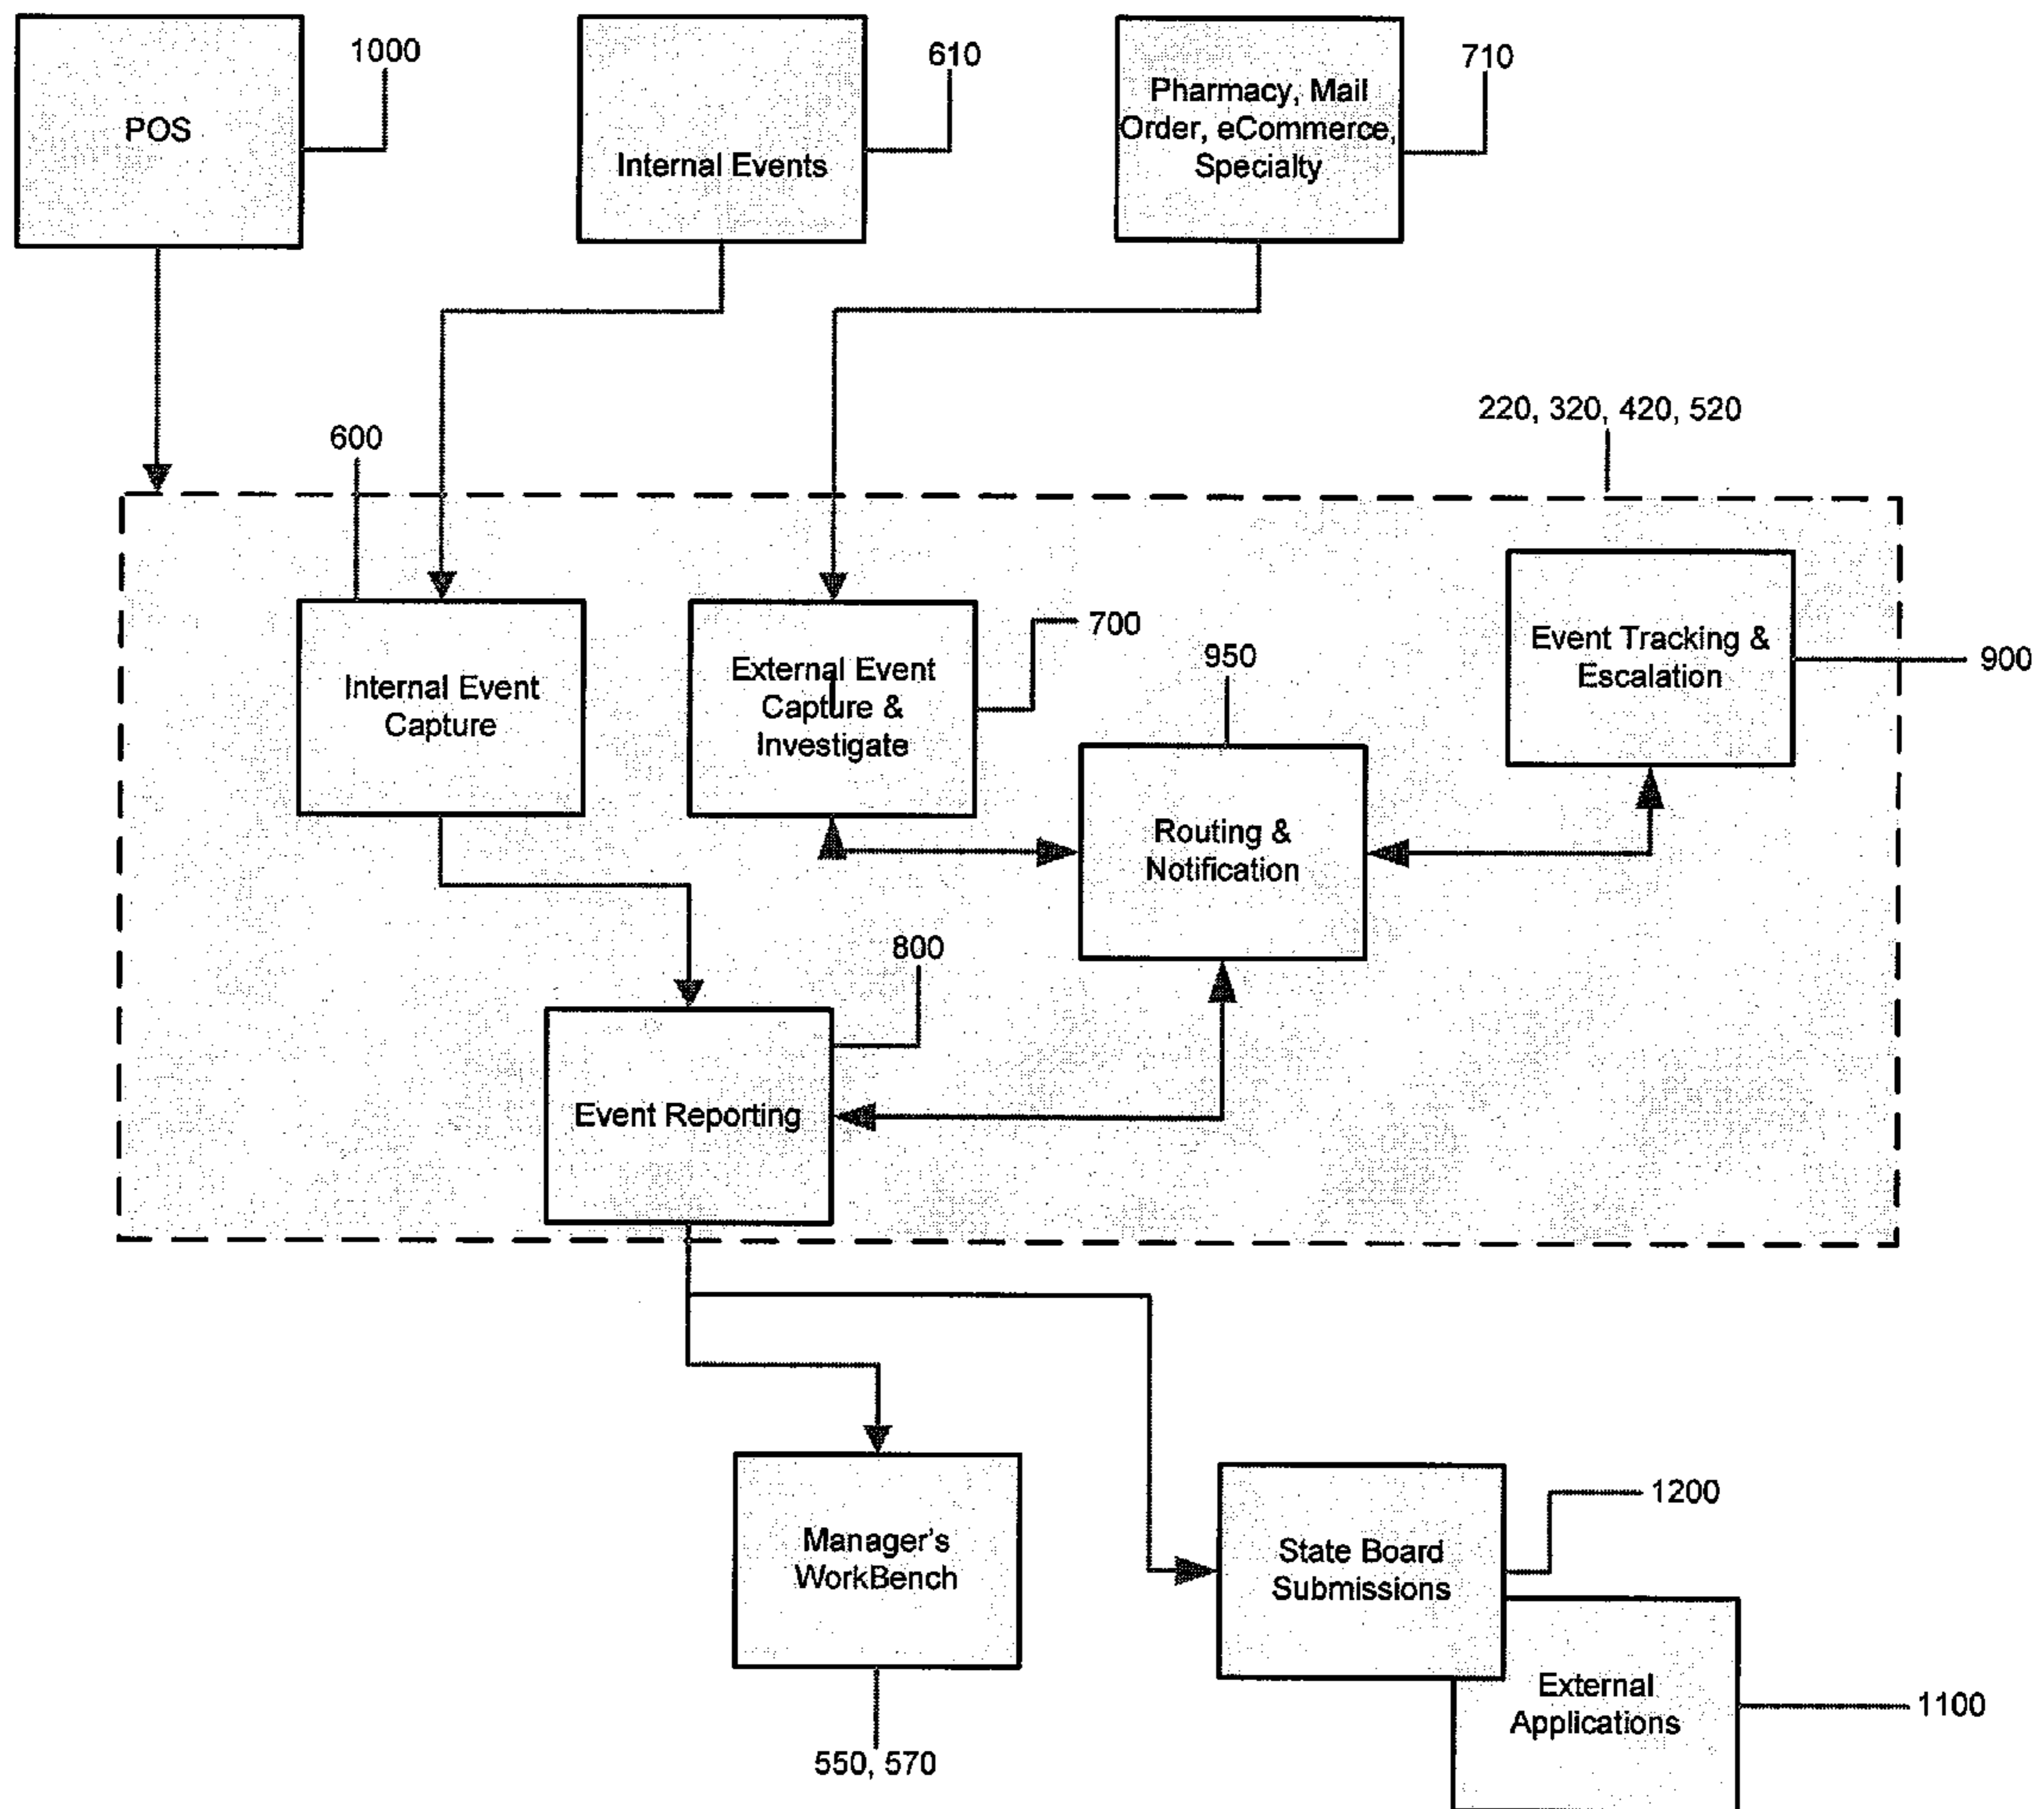 POS
1000
Internal Events
610
Pharmacy, Mail
Order, eCommerce,
Specialty
710
600
220, 320, 420, 520
Internal Event
Capture
External Event
Capture &
Investigate
700
950
Routing &
Notification
Event Tracking &
Escalation
900
800
Event Reporting
Manager's
WorkBench
550, 570
State Board
Submissions
1200
External
Applications
1100